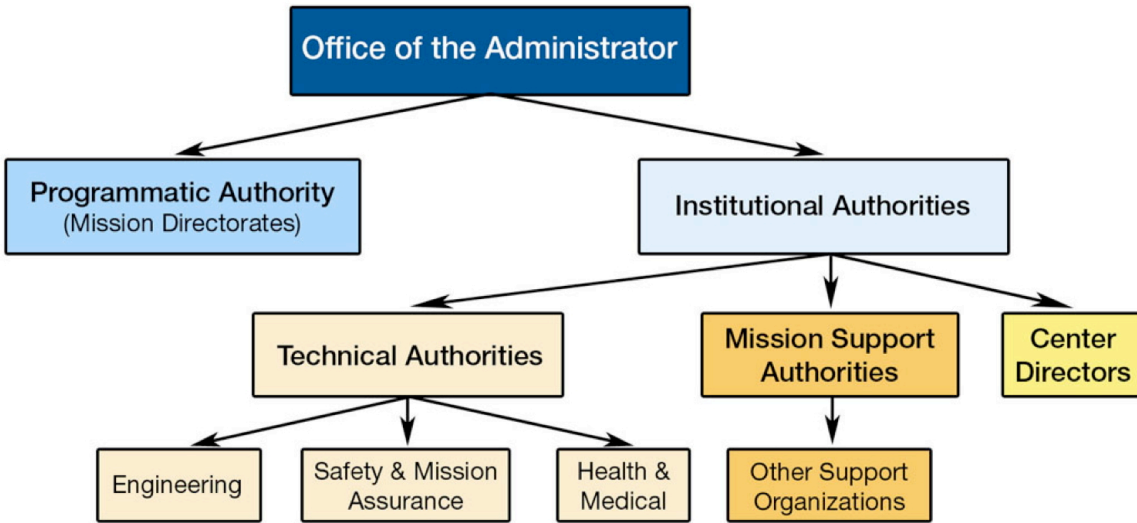 Office of the Administrator
Programmatic Authority
(Mission Directorates)
Institutional Authorities
Technical Authorities
Mission Support
Authorities
Center
Directors
Engineering
Safety & Mission
Assurance
Health &
Medical
Other Support
Organizations